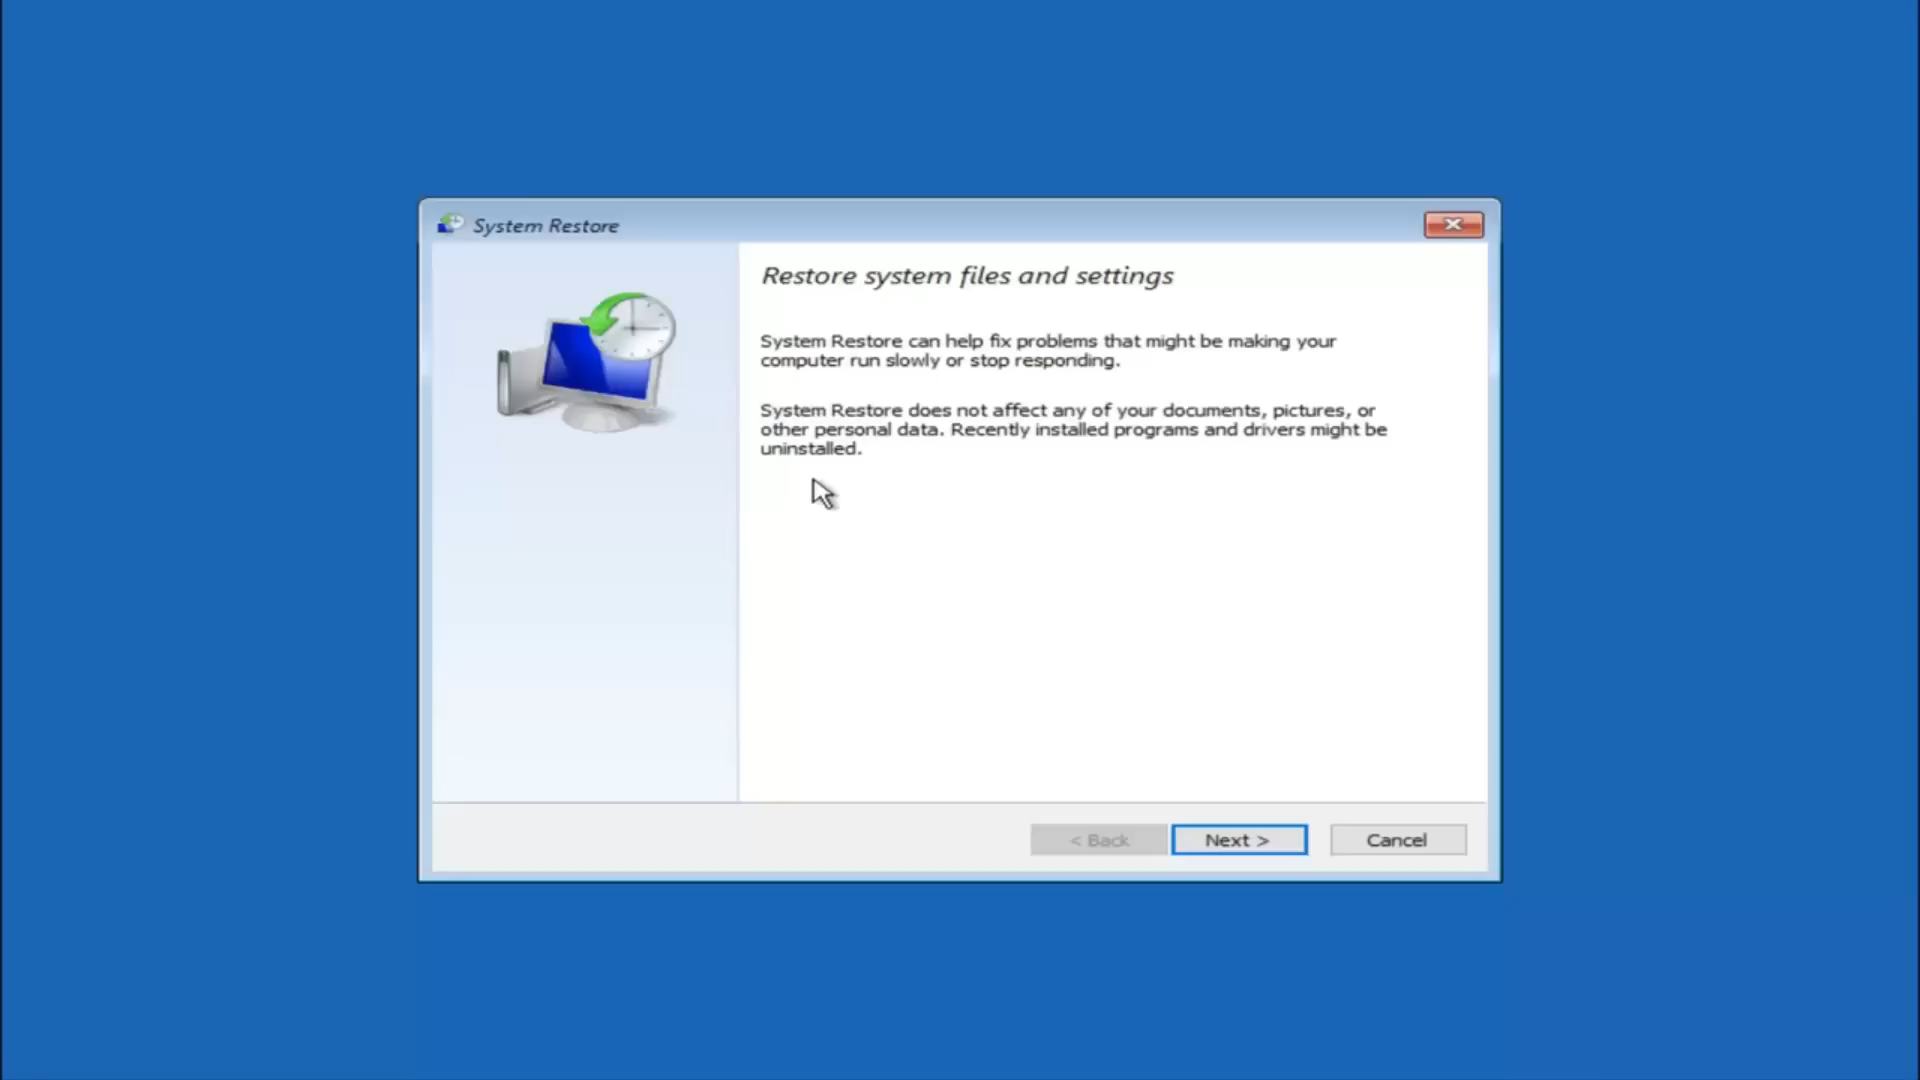 System Restore
Restore system files and settings
System Restore can help fix problems that might be making your
computer run slowly or stop responding.
System Restore does not affect any of your documents, pictures, or
other personal data. Recently installed programs and drivers might be
uninstalled.
< Back
Next >
Cancel